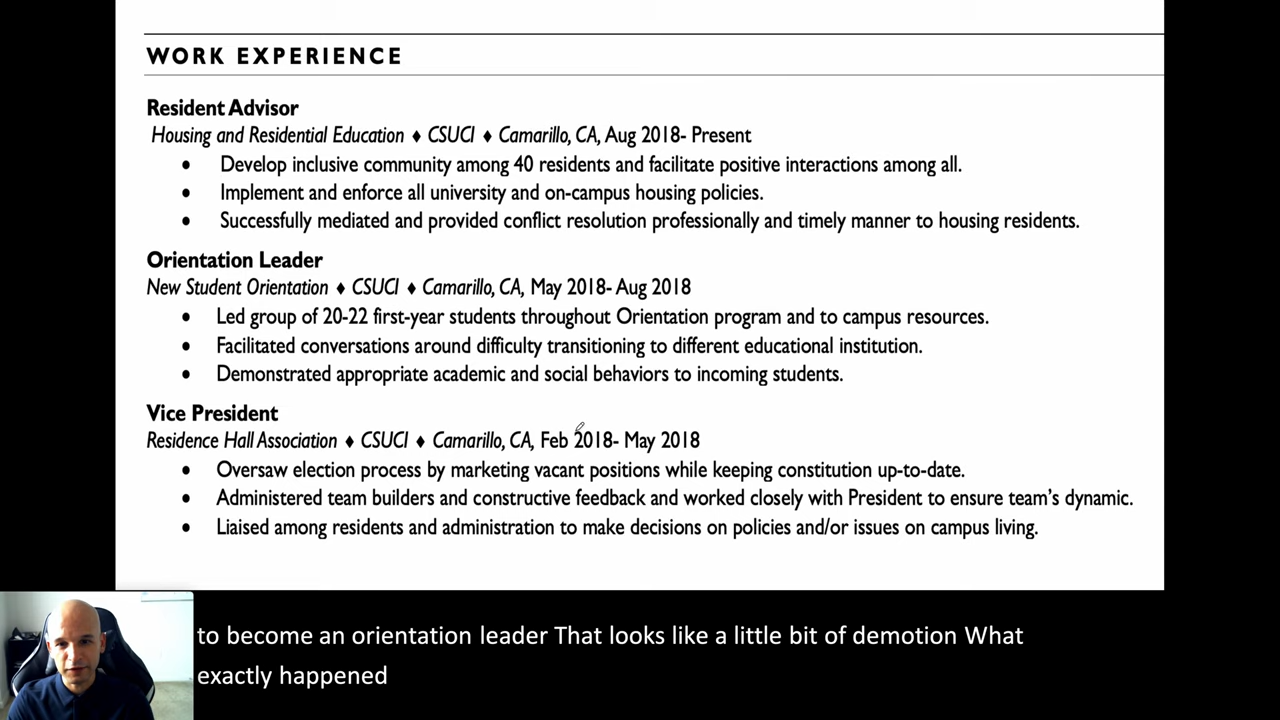 WORK EXPERIENCE
Resident Advisor
Housing and Residential Education ♦ CSUCI ♦ Camarillo, CA, Aug 2018- Present
• Develop inclusive community among 40 residents and facilitate positive interactions among all.
• Implement and enforce all university and on-campus housing policies.
• Successfully mediated and provided conflict resolution professionally and timely manner to housing residents.
Orientation Leader
New Student Orientation ♦ CSUCI ♦ Camarillo, CA, May 2018- Aug 2018
• Led group of 20-22 first-year students throughout Orientation program and to campus resources.
• Facilitated conversations around difficulty transitioning to different educational institution.
• Demonstrated appropriate academic and social behaviors to incoming students.
Vice President
Residence Hall Association ♦ CSUCI ♦ Camarillo, CA, Feb 2018- May 2018
• Oversaw election process by marketing vacant positions while keeping constitution up-to-date.
• Administered team builders and constructive feedback and worked closely with President to ensure team's dynamic.
• Liaised among residents and administration to make decisions on policies and/or issues on campus living.
to become an orientation leader That looks like a little bit of demotion What
exactly happened